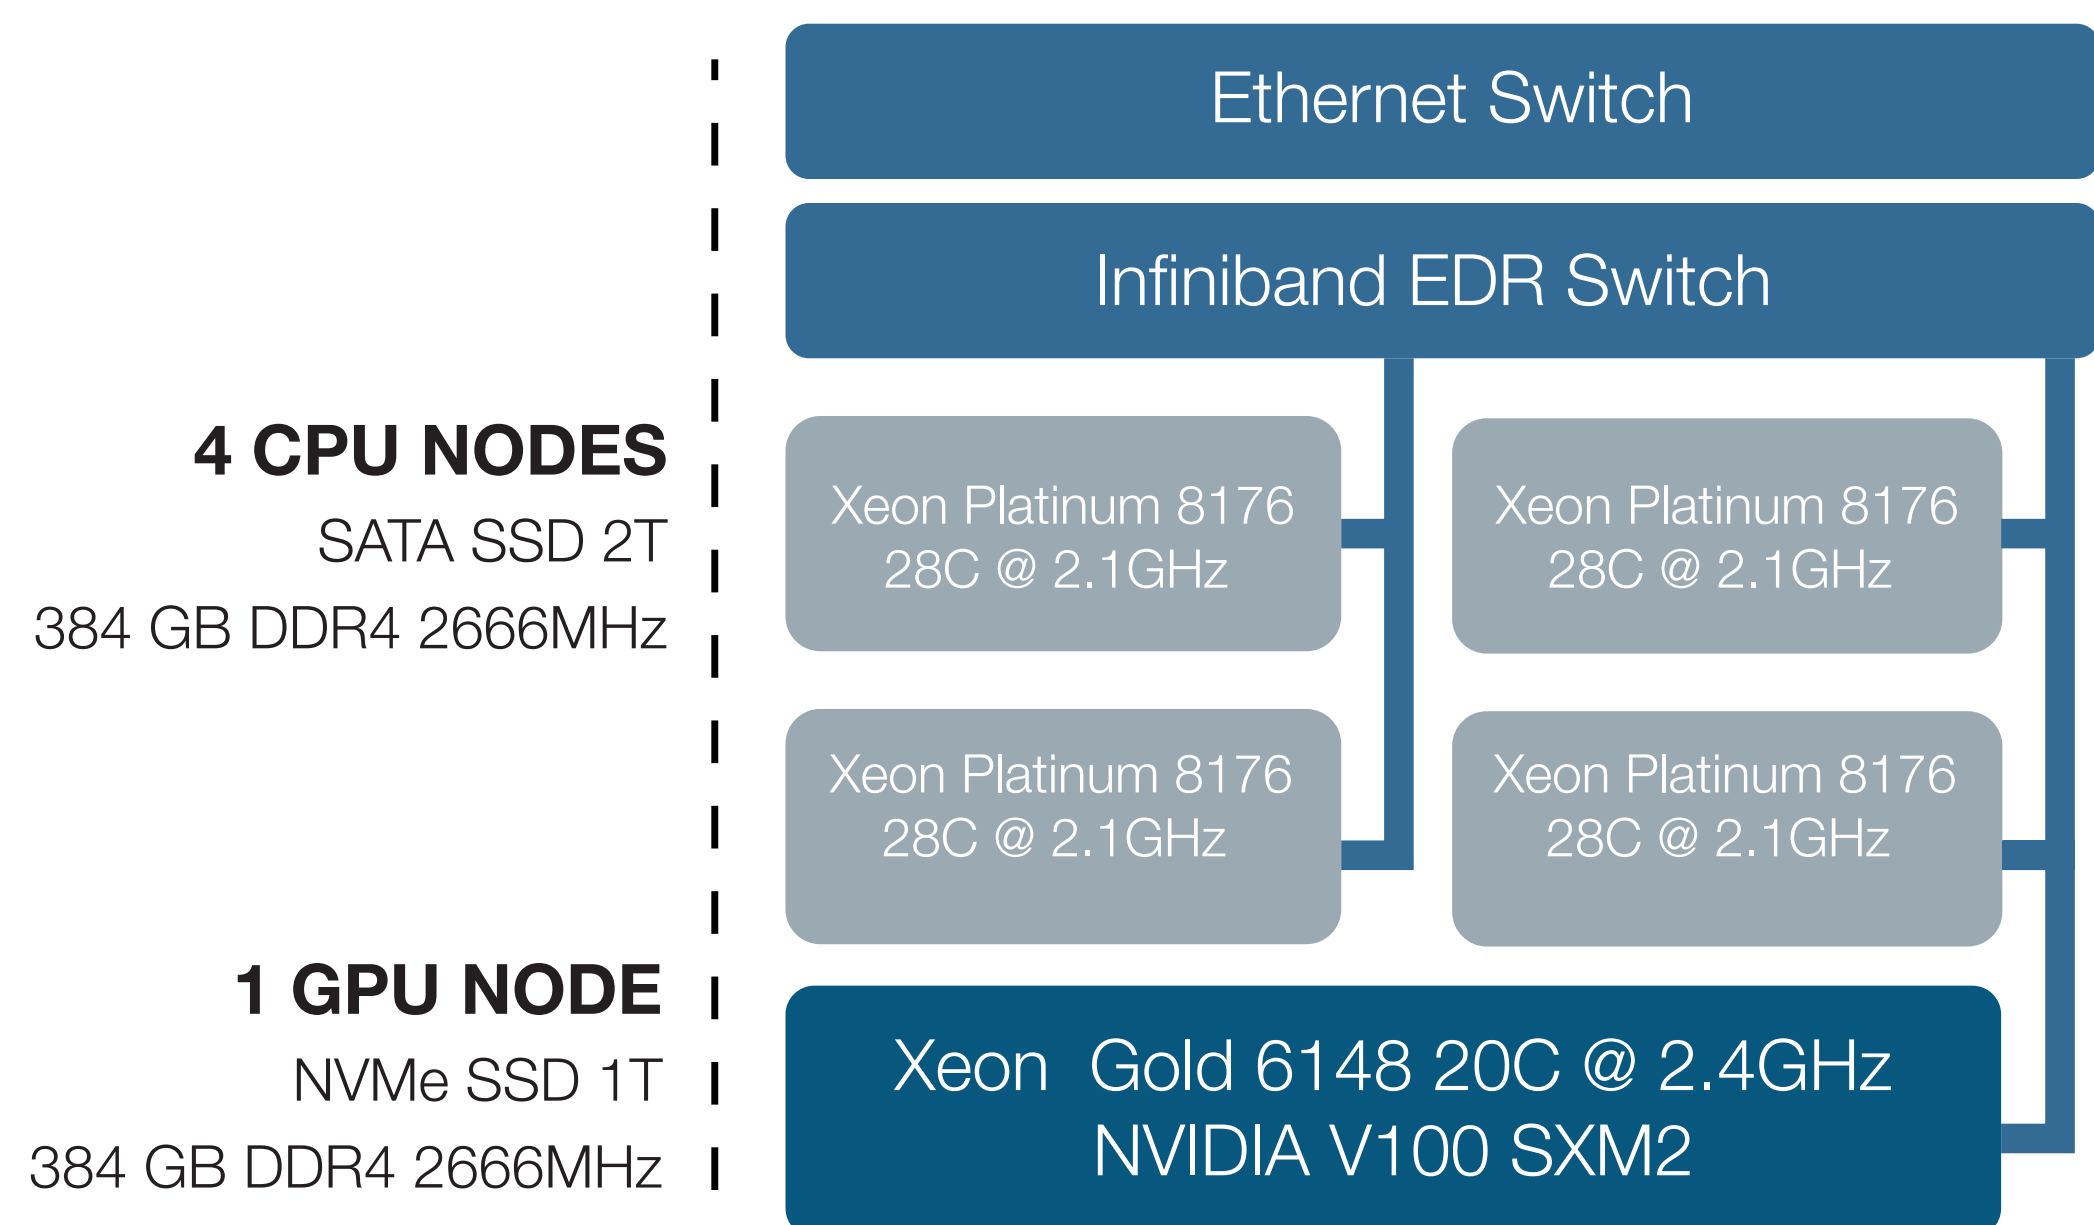 Ethernet Switch
Infiniband EDR Switch
4 CPU NODES
SATA SSD 2T
384 GB DDR4 2666MHz
Xeon Platinum 8176
28C @ 2.1GHz
Xeon Platinum 8176
28C @ 2.1GHz
Xeon Platinum 8176
28C @ 2.1GHz
Xeon Platinum 8176
28C @ 2.1GHz
1 GPU NODE
NVMe SSD 1T
384 GB DDR4 2666MHz
Xeon Gold 6148 20C @ 2.4GHz
NVIDIA V100 SXM2